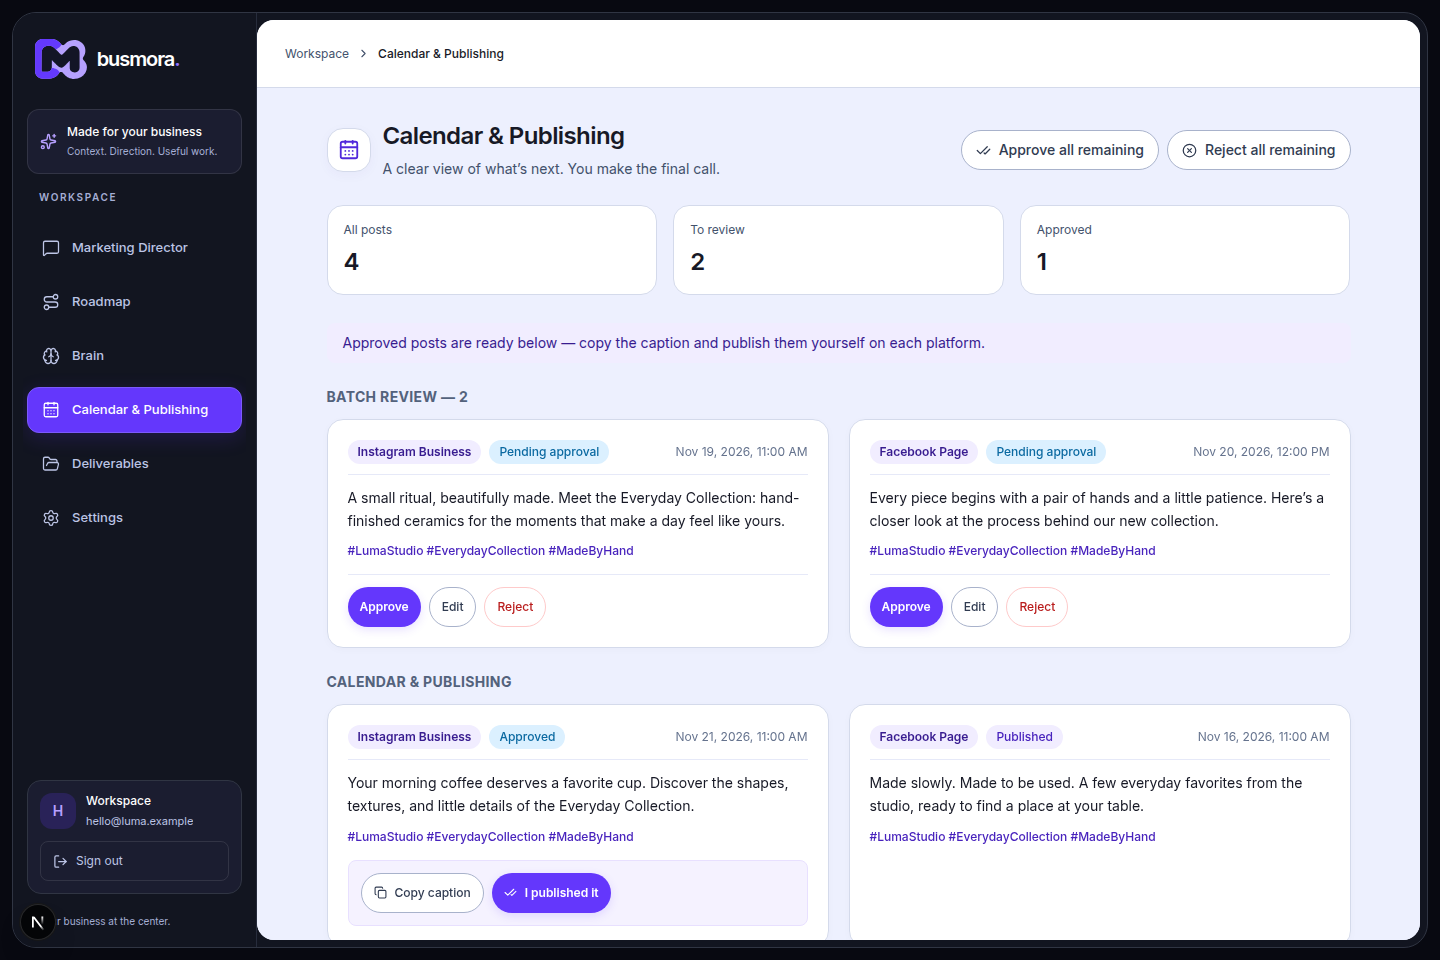 busmora.
Made for your business
Context. Direction. Useful work.
WORKSPACE
Marketing Director
Roadmap
Brain
Calendar & Publishing
Deliverables
Settings
H
Workspace
hello@luma.example
Sign out
N
r business at the center.
Workspace > Calendar & Publishing
Calendar & Publishing
A clear view of what’s next. You make the final call.
Approve all remaining
Reject all remaining
All posts
4
To review
2
Approved
1
Approved posts are ready below — copy the caption and publish them yourself on each platform.
BATCH REVIEW — 2
Instagram Business Pending approval Nov 19, 2026, 11:00 AM
A small ritual, beautifully made. Meet the Everyday Collection: hand-
finished ceramics for the moments that make a day feel like yours.
#LumaStudio #EverydayCollection #MadeByHand
Approve Edit Reject
Facebook Page Pending approval Nov 20, 2026, 12:00 PM
Every piece begins with a pair of hands and a little patience. Here’s a
closer look at the process behind our new collection.
#LumaStudio #EverydayCollection #MadeByHand
Approve Edit Reject
CALENDAR & PUBLISHING
Instagram Business Approved Nov 21, 2026, 11:00 AM
Your morning coffee deserves a favorite cup. Discover the shapes,
textures, and little details of the Everyday Collection.
#LumaStudio #EverydayCollection #MadeByHand
Copy caption I published it
Facebook Page Published Nov 16, 2026, 11:00 AM
Made slowly. Made to be used. A few everyday favorites from the
studio, ready to find a place at your table.
#LumaStudio #EverydayCollection #MadeByHand